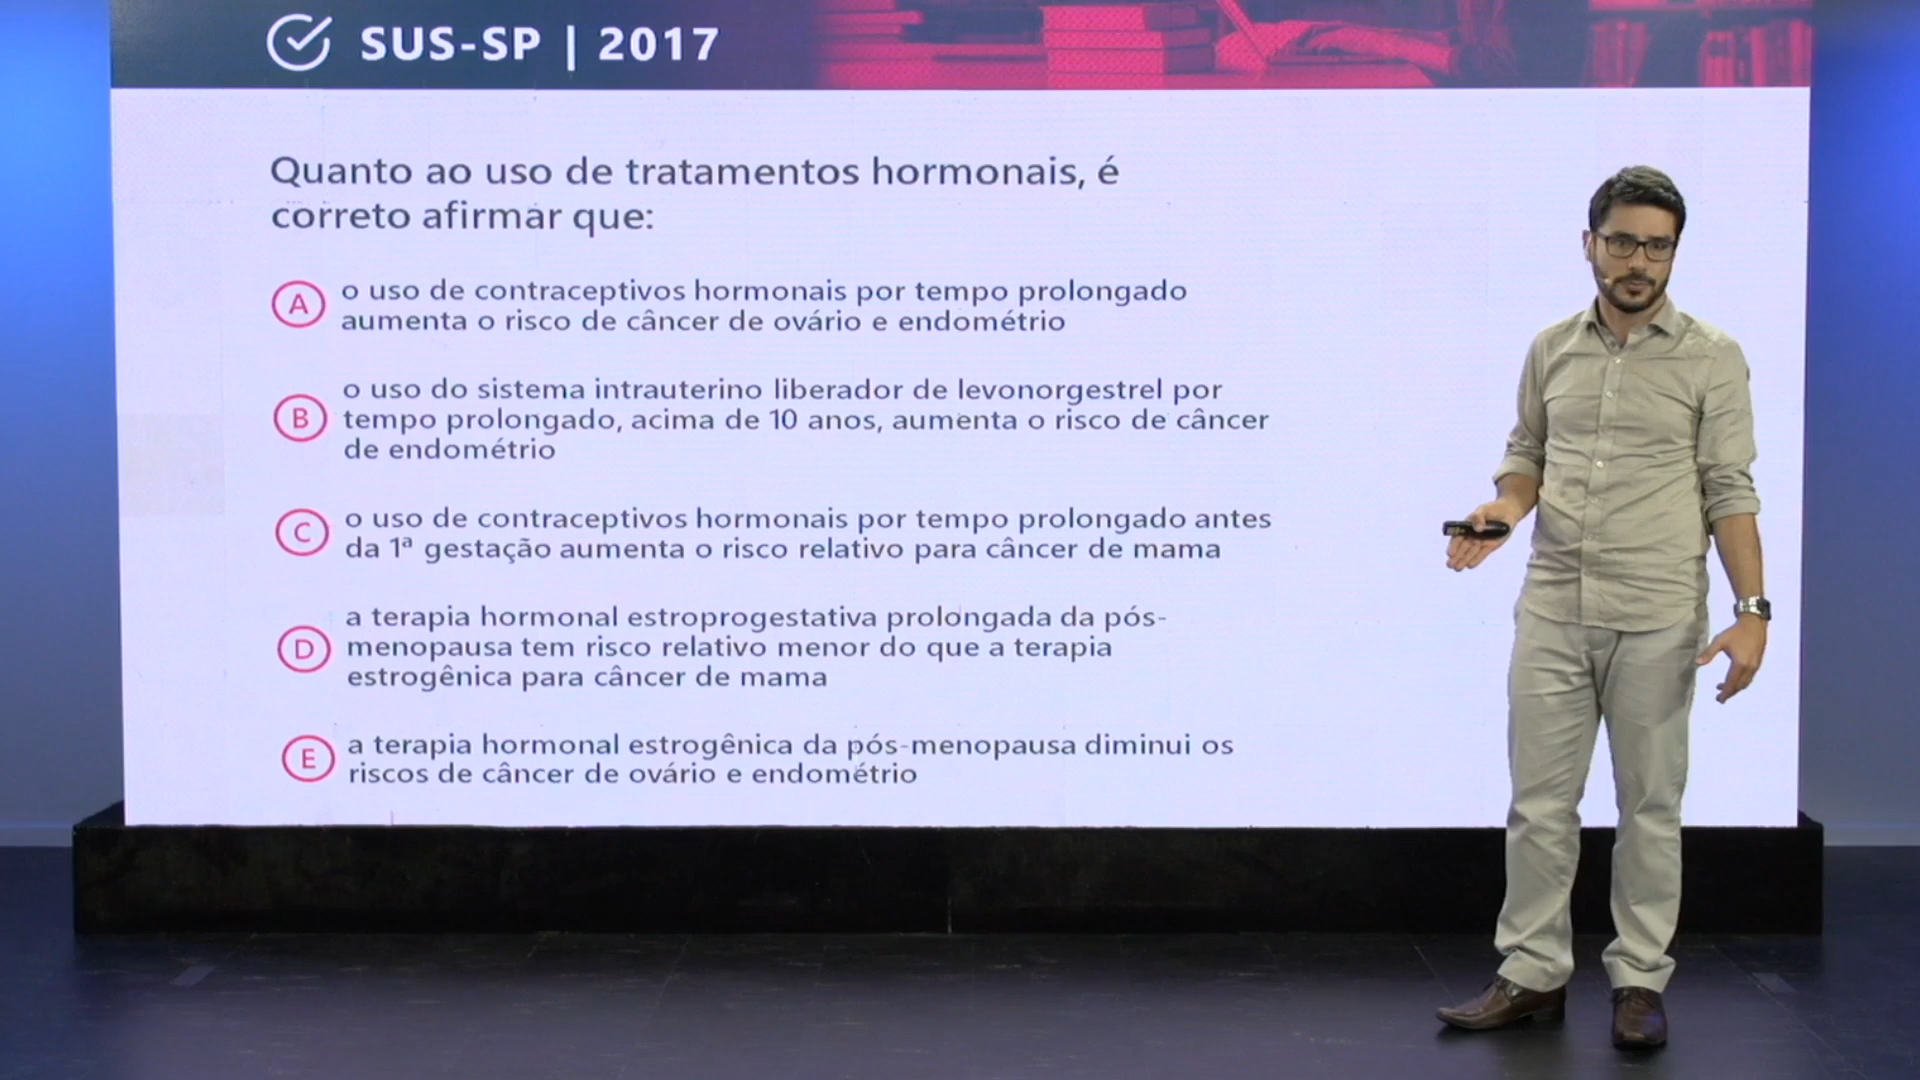 SUS-SP | 2017
Quanto ao uso de tratamentos hormonais, é
correto afirmar que:
A o uso de contraceptivos hormonais por tempo prolongado
aumenta o risco de câncer de ovário e endométrio
B o uso do sistema intrauterino liberador de levonorgestrel por
tempo prolongado, acima de 10 anos, aumenta o risco de câncer
de endométrio
C o uso de contraceptivos hormonais por tempo prolongado antes
da 1ª gestação aumenta o risco relativo para câncer de mama
D a terapia hormonal estroprogestativa prolongada da pós-
menopausa tem risco relativo menor do que a terapia
estrogênica para câncer de mama
E a terapia hormonal estrogênica da pós-menopausa diminui os
riscos de câncer de ovário e endométrio